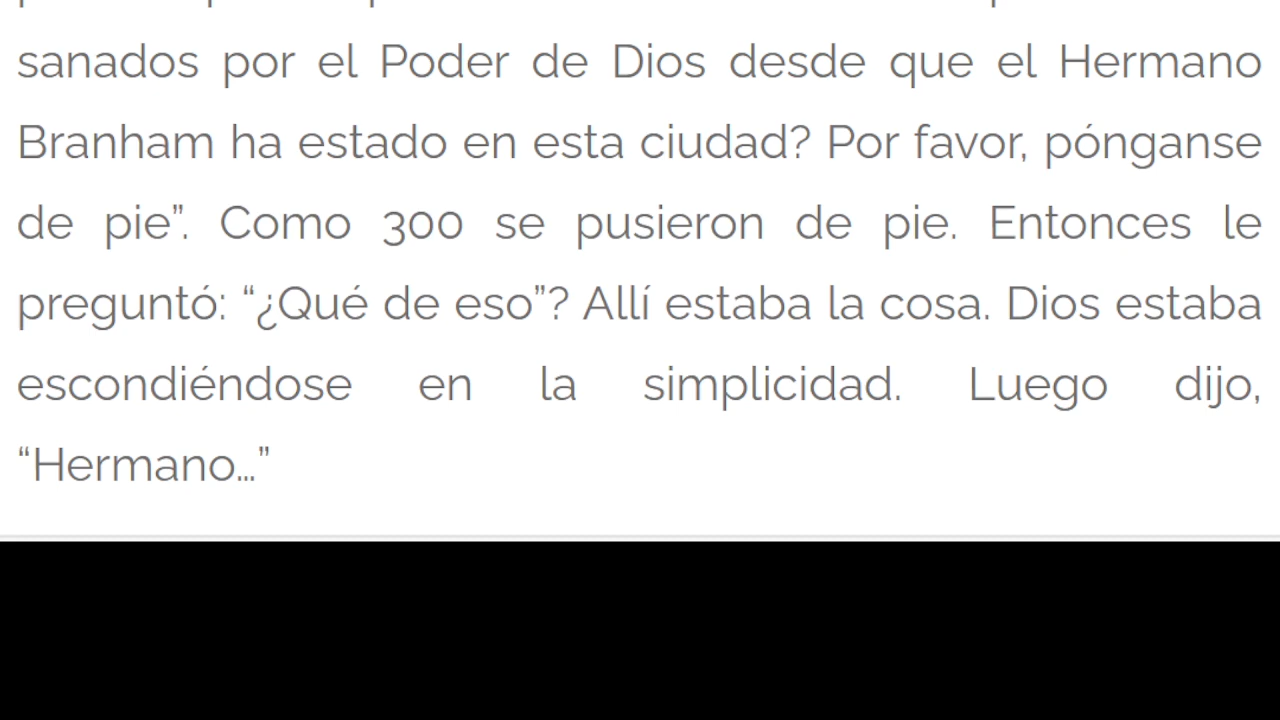 sanados por el Poder de Dios desde que el Hermano
Branham ha estado en esta ciudad? Por favor, pónganse
de pie”. Como 300 se pusieron de pie. Entonces le
preguntó: “¿Qué de eso”? Allí estaba la cosa. Dios estaba
escondiéndose en la simplicidad. Luego dijo,
“Hermano…”